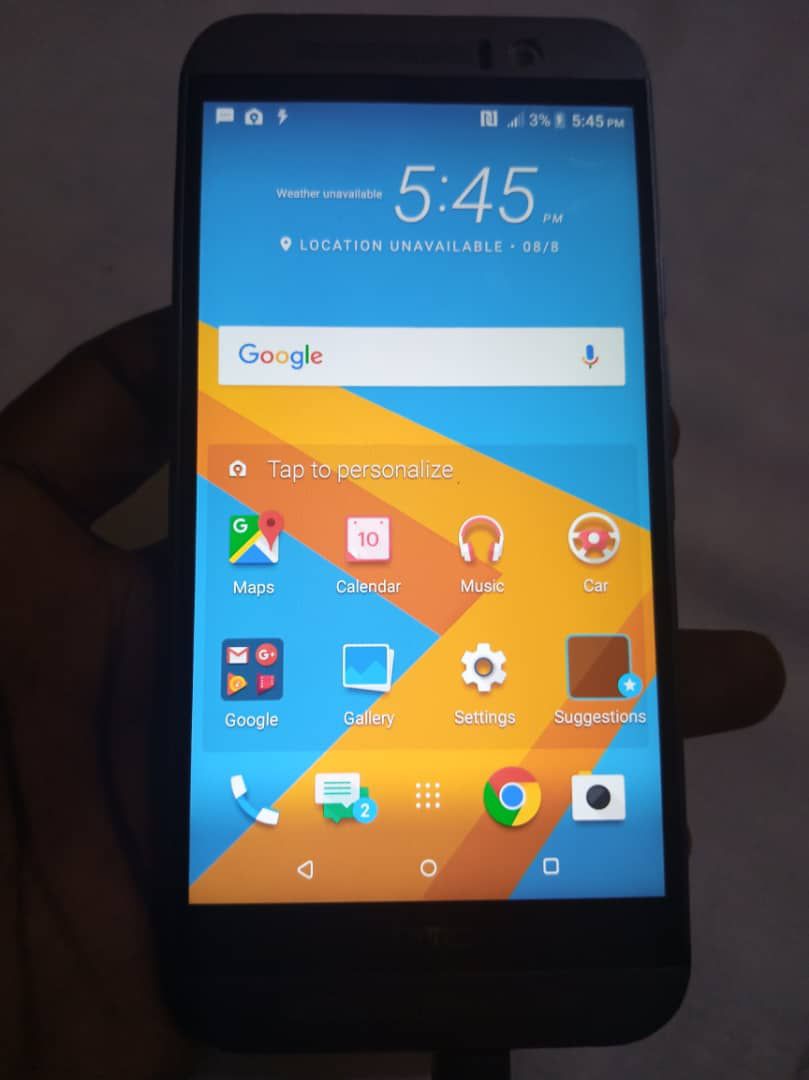 3% 5:45 PM
Weather unavailable 5:45 PM
LOCATION UNAVAILABLE • 08/8
Google
Tap to personalize
G
10
Maps Calendar Music Car
G+
Google Gallery Settings Suggestions
2